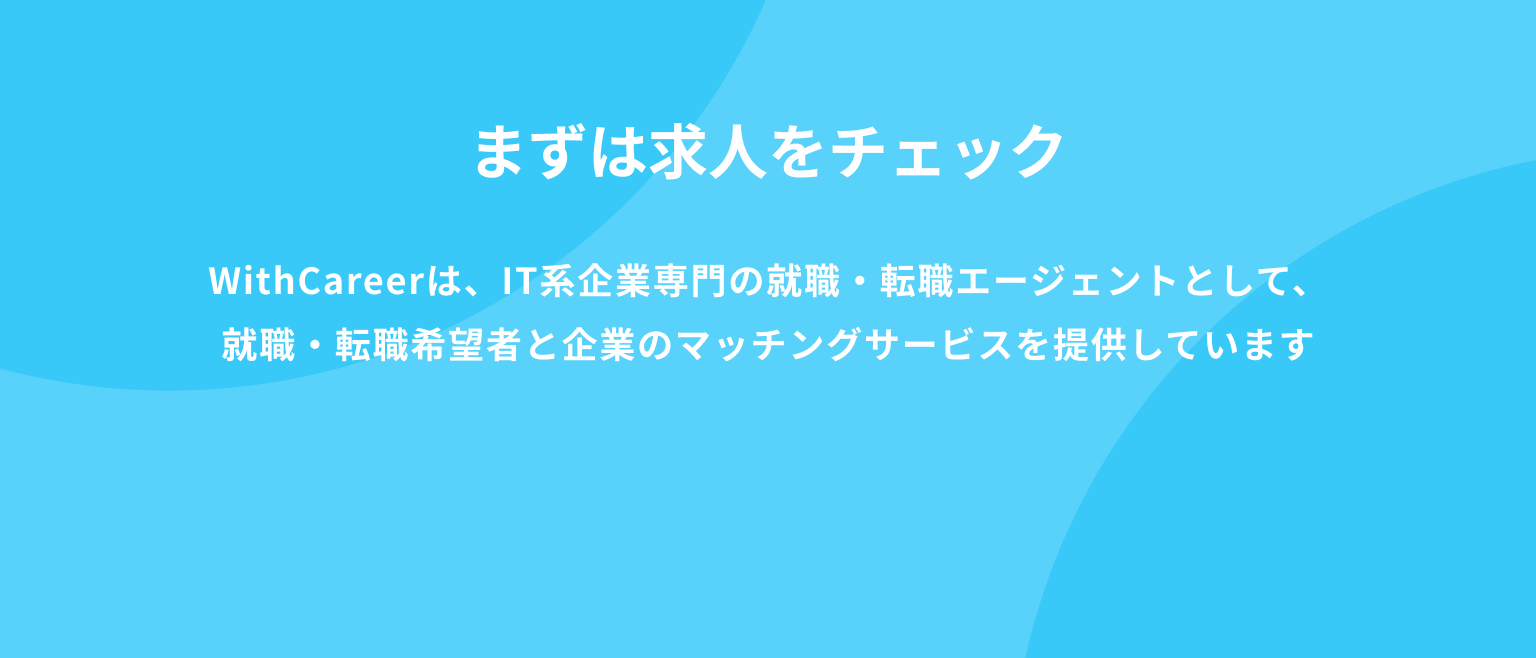 まずは求人をチェック
WithCareerは、IT系企業専門の就職・転職エージェントとして、
就職・転職希望者と企業のマッチングサービスを提供しています